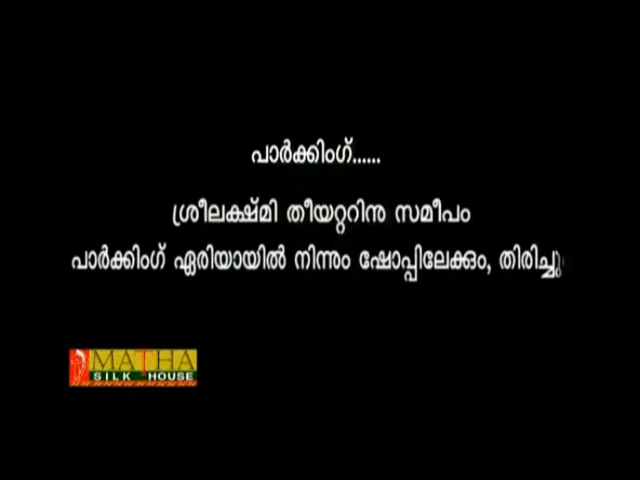 പാർക്കിംഗ്......
ശ്രീലക്ഷ്മി തീയറ്ററിനു സമീപം
പാർക്കിംഗ് ഏരിയായിൽ നിന്നും ഷോപ്പിലേക്കും, തിരിച്ചു
MATHA
SILK HOUSE